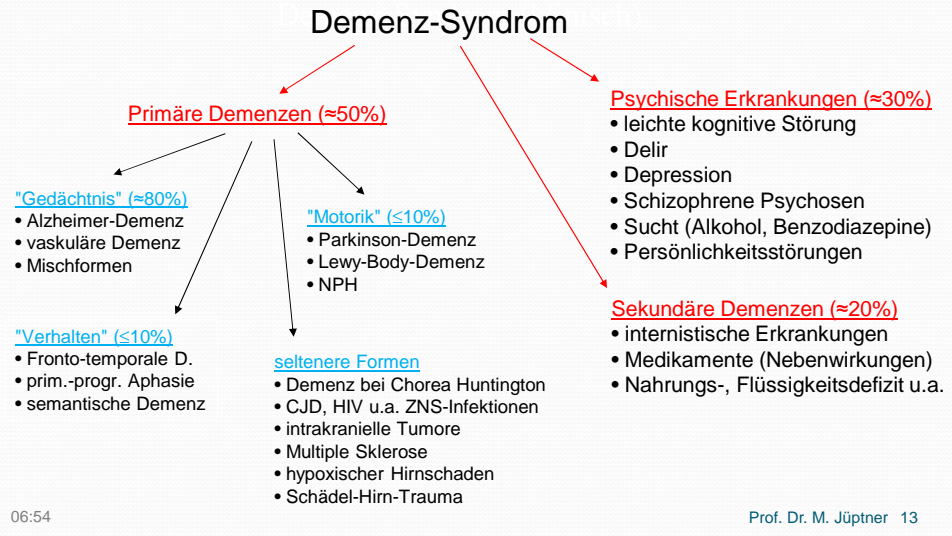 Demenz-Syndrom
Primäre Demenzen (≈50%)
"Gedächtnis" (≈80%)
• Alzheimer-Demenz
• vaskuläre Demenz
• Mischformen
"Verhalten" (≤10%)
• Fronto-temporale D.
• prim.-progr. Aphasie
• semantische Demenz
"Motorik" (≤10%)
• Parkinson-Demenz
• Lewy-Body-Demenz
• NPH
seltenere Formen
• Demenz bei Chorea Huntington
• CJD, HIV u.a. ZNS-Infektionen
• intrakranielle Tumore
• Multiple Sklerose
• hypoxischer Hirnschaden
• Schädel-Hirn-Trauma
Psychische Erkrankungen (≈30%)
• leichte kognitive Störung
• Delir
• Depression
• Schizophrene Psychosen
• Sucht (Alkohol, Benzodiazepine)
• Persönlichkeitsstörungen
Sekundäre Demenzen (≈20%)
• internistische Erkrankungen
• Medikamente (Nebenwirkungen)
• Nahrungs-, Flüssigkeitsdefizit u.a.
06:54
Prof. Dr. M. Jüptner 13